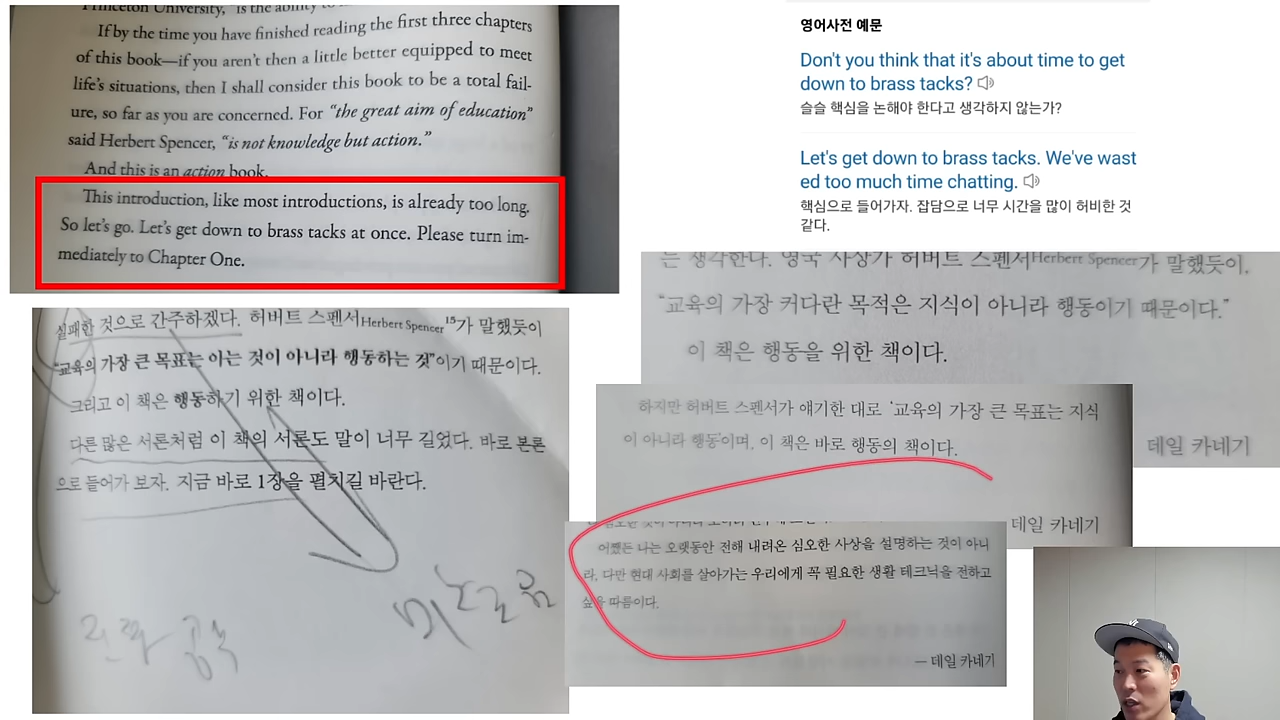 Princeton University, "is the ability to
If by the time you have finished reading the first three chapters
of this book—if you aren't then a little better equipped to meet
life's situations, then I shall consider this book to be a total fail-
ure, so far as you are concerned. For "the great aim of education"
said Herbert Spencer, "is not knowledge but action."
And this is an action book.
This introduction, like most introductions, is already too long.
So let's go. Let's get down to brass tacks at once. Please turn im-
mediately to Chapter One.
영어사전 예문
Don't you think that it's about time to get
down to brass tacks?
슬슬 핵심을 논해야 한다고 생각하지 않는가?
Let's get down to brass tacks. We've wast
ed too much time chatting.
핵심으로 들어가자. 잡담으로 너무 시간을 많이 허비한 것
같다.
실패한 것으로 간주하겠다. 허버트 스펜서Herbert Spencer15가 말했듯이
"교육의 가장 큰 목표는 아는 것이 아니라 행동하는 것"이기 때문이다.
그리고 이 책은 행동하기 위한 책이다.
다른 많은 서론처럼 이 책의 서론도 말이 너무 길었다. 바로 본론
으로 들어가 보자. 지금 바로 1장을 펼치길 바란다.
는 생각한다. 영국 사상가 허버트 스펜서Herbert Spencer가 말했듯이,
"교육의 가장 커다란 목적은 지식이 아니라 행동이기 때문이다."
이 책은 행동을 위한 책이다.
데일 카네기
하지만 허버트 스펜서가 얘기한 대로 '교육의 가장 큰 목표는 지식
이 아니라 행동'이며, 이 책은 바로 행동의 책이다.
데일 카네기
어쨌든 나는 오랫동안 전해 내려온 심오한 사상을 설명하는 것이 아니
라, 다만 현대 사회를 살아가는 우리에게 꼭 필요한 생활 테크닉을 전하고
싶을 따름이다.
— 데일 카네기